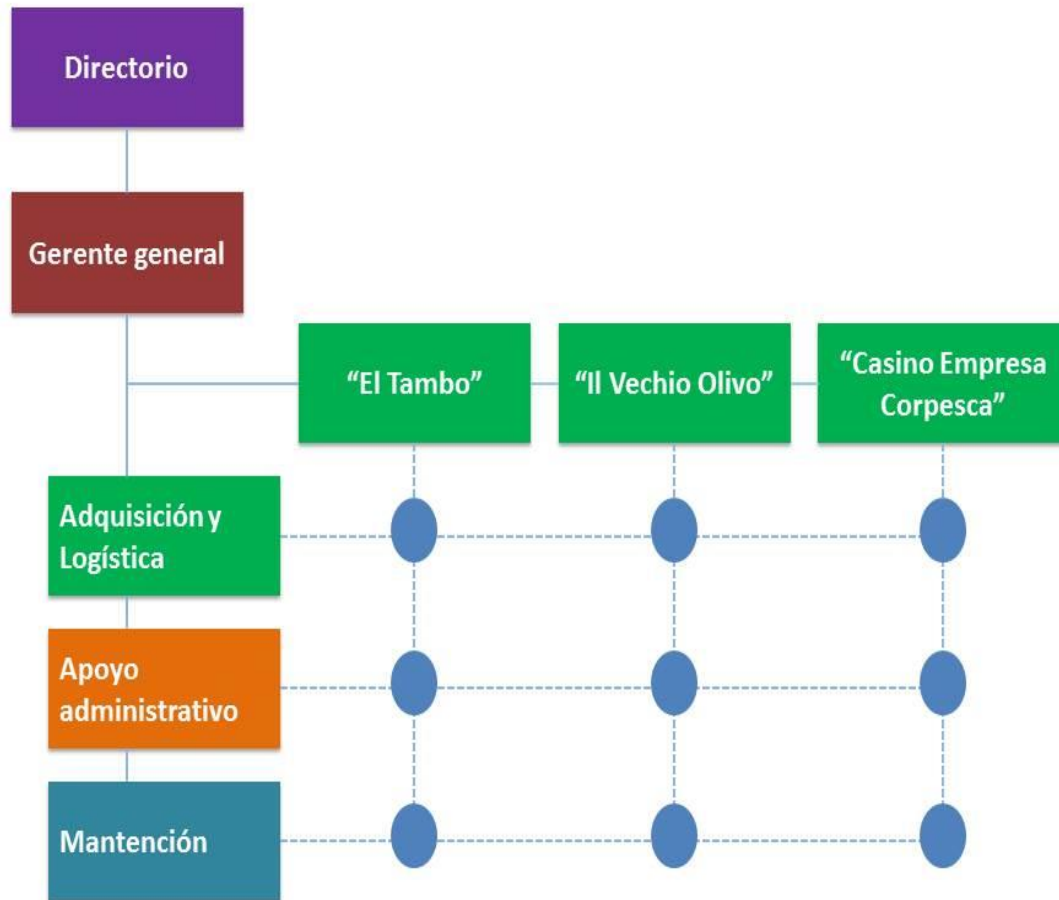 Directorio
Gerente general
“El Tambo”
“Il Vechio Olivo”
“Casino Empresa
Corpesca”
Adquisición y
Logística
Apoyo
administrativo
Mantención